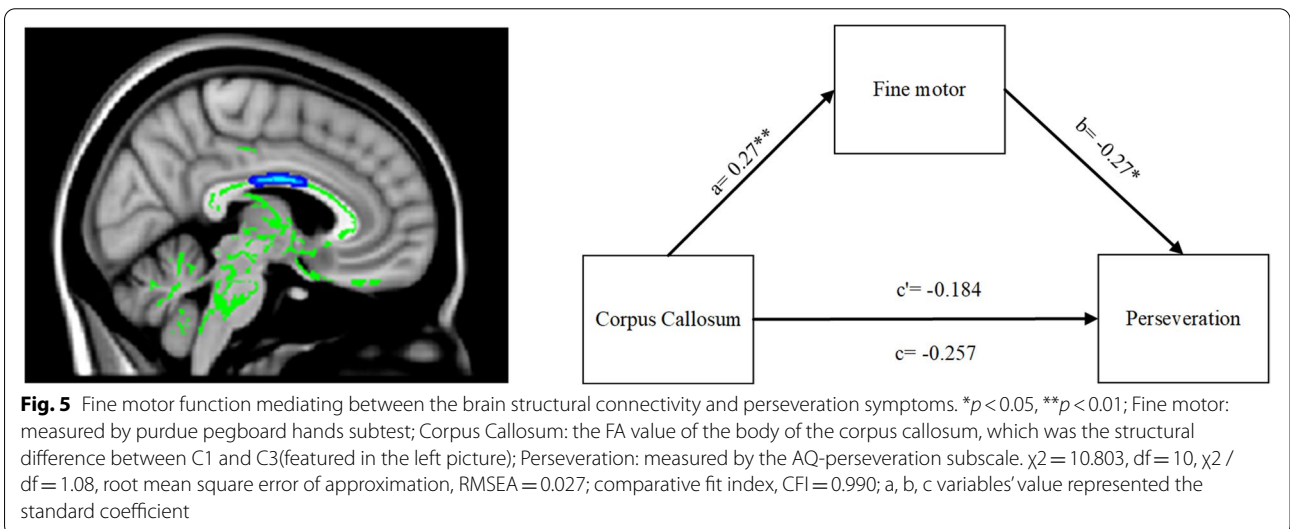 Fine motor
a= 0.27**
b= -0.27*
Corpus Callosum
c'= -0.184
c= -0.257
Perseveration
Fig. 5 Fine motor function mediating between the brain structural connectivity and perseveration symptoms. *p < 0.05, **p < 0.01; Fine motor:
measured by purdue pegboard hands subtest; Corpus Callosum: the FA value of the body of the corpus callosum, which was the structural
difference between C1 and C3(featured in the left picture); Perseveration: measured by the AQ-perseveration subscale. χ2 = 10.803, df = 10, χ2 /
df = 1.08, root mean square error of approximation, RMSEA = 0.027; comparative fit index, CFI = 0.990; a, b, c variables' value represented the
standard coefficient